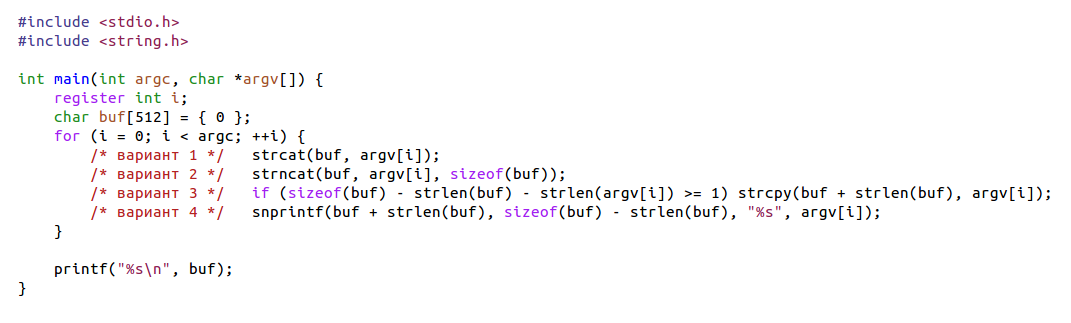 #include <stdio.h>
#include <string.h>
int main(int argc, char *argv[]) {
register int i;
char buf[512] = { 0 };
for (i = 0; i < argc; ++i) {
/* вариант 1 */ strcat(buf, argv[i]);
/* вариант 2 */ strncat(buf, argv[i], sizeof(buf));
/* вариант 3 */ if (sizeof(buf) - strlen(buf) - strlen(argv[i]) >= 1) strcpy(buf + strlen(buf), argv[i]);
/* вариант 4 */ snprintf(buf + strlen(buf), sizeof(buf) - strlen(buf), "%s", argv[i]);
}
printf("%s\n", buf);
}